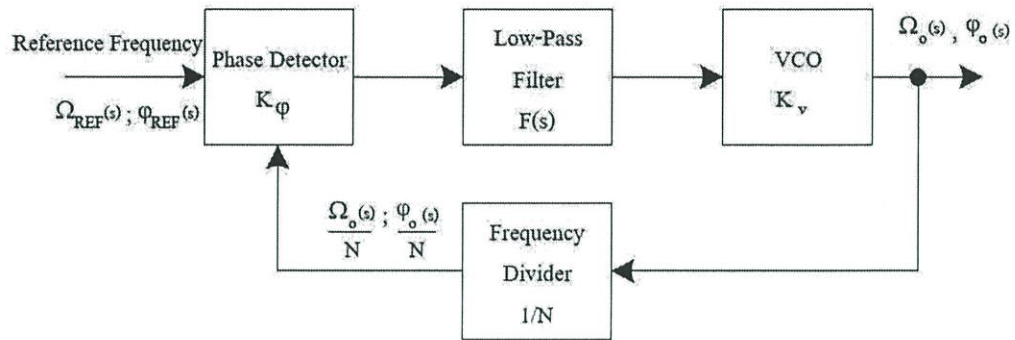 Reference Frequency
Ω_REF(s) ; φ_REF(s)
Phase Detector
K_φ
Low-Pass
Filter
F(s)
VCO
K_v
Ω_o(s) , φ_o(s)
Ω_o(s)/N ; φ_o(s)/N
Frequency
Divider
1/N